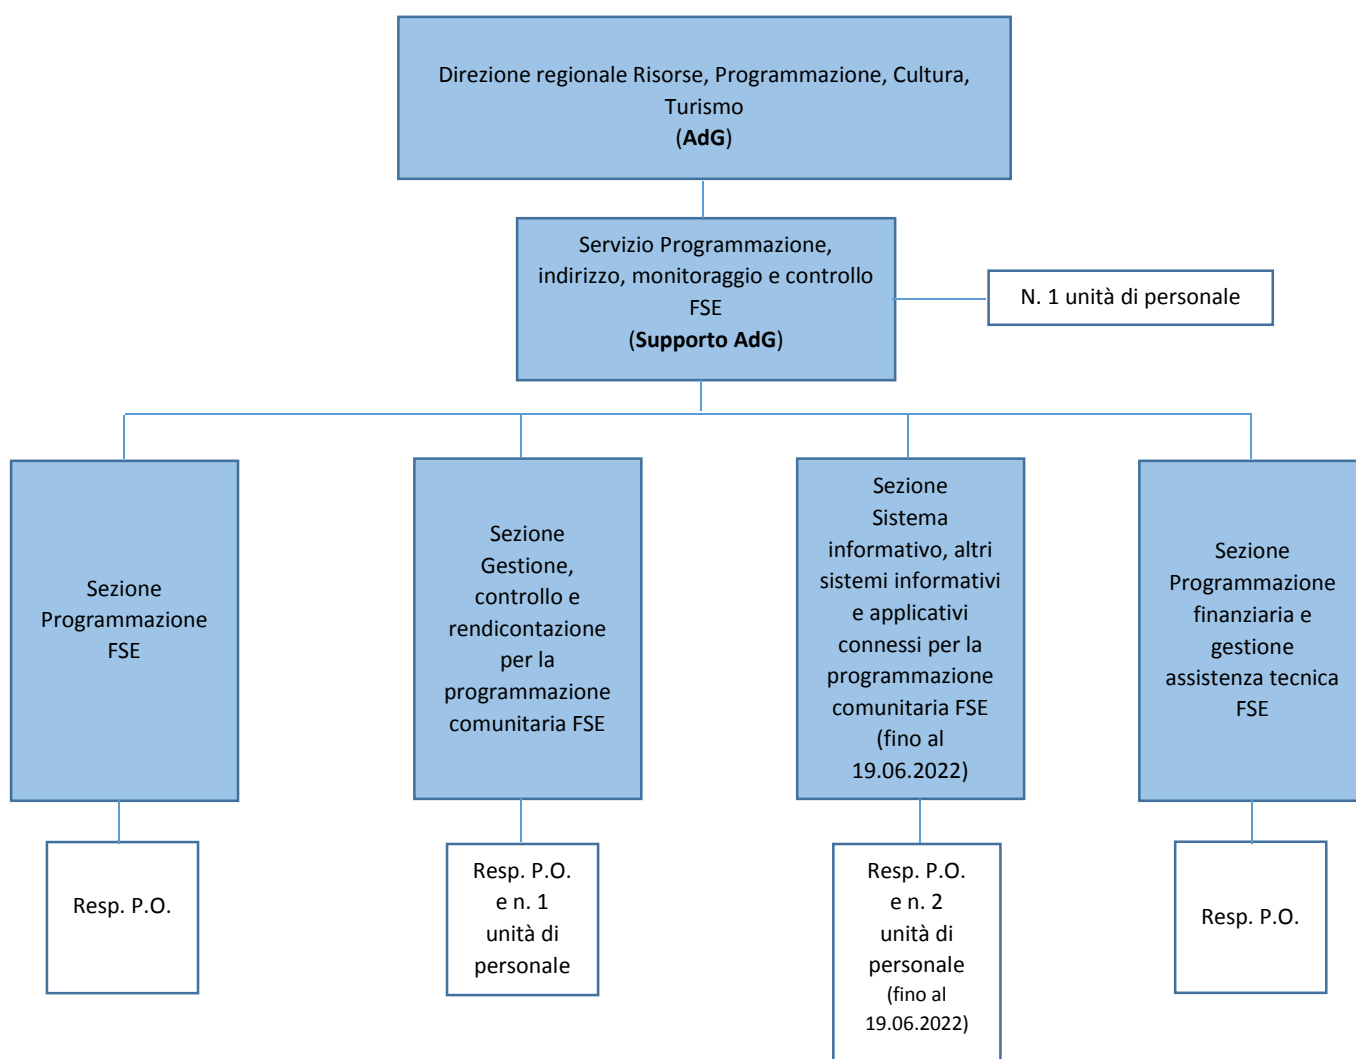 Direzione regionale Risorse, Programmazione, Cultura,
Turismo
(AdG)
Servizio Programmazione,
indirizzo, monitoraggio e controllo
FSE
(Supporto AdG)
N. 1 unità di personale
Sezione
Programmazione
FSE
Sezione
Gestione,
controllo e
rendicontazione
per la
programmazione
comunitaria FSE
Sezione
Sistema
informativo, altri
sistemi informativi
e applicativi
connessi per la
programmazione
comunitaria FSE
(fino al
19.06.2022)
Sezione
Programmazione
finanziaria e
gestione
assistenza tecnica
FSE
Resp. P.O.
Resp. P.O.
e n. 1
unità di
personale
Resp. P.O.
e n. 2
unità di
personale
(fino al
19.06.2022)
Resp. P.O.